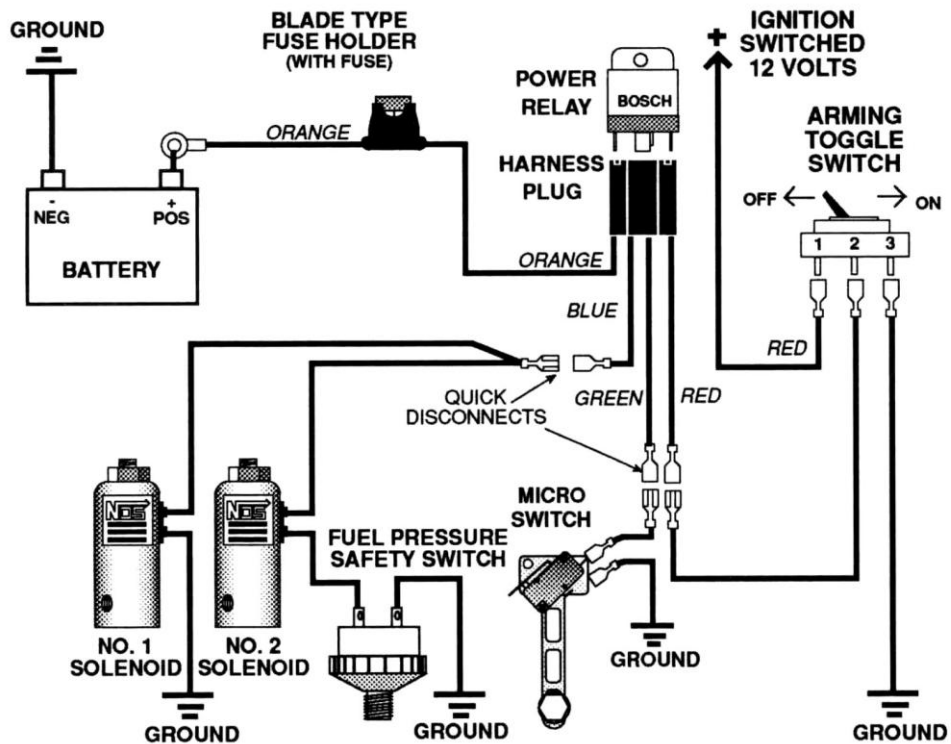 GROUND
BLADE TYPE
FUSE HOLDER
(WITH FUSE)
ORANGE
POWER
RELAY
BOSCH
+
IGNITION
SWITCHED
12 VOLTS
ARMING
TOGGLE
SWITCH
OFF
ON
1 2 3
HARNESS
PLUG
-
NEG
+
POS
BATTERY
ORANGE
BLUE
RED
QUICK
DISCONNECTS
GREEN
RED
NOS
NOS
FUEL PRESSURE
SAFETY SWITCH
MICRO
SWITCH
NO. 1
SOLENOID
NO. 2
SOLENOID
GROUND
GROUND
GROUND
GROUND